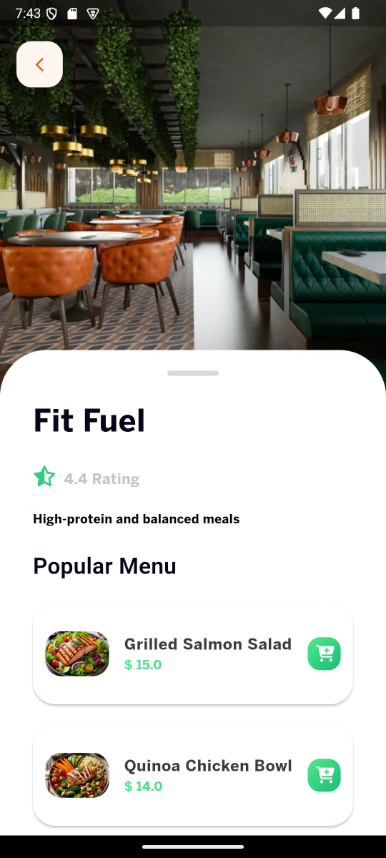 7:43
Fit Fuel
4.4 Rating
High-protein and balanced meals
Popular Menu
Grilled Salmon Salad
$ 15.0
Quinoa Chicken Bowl
$ 14.0